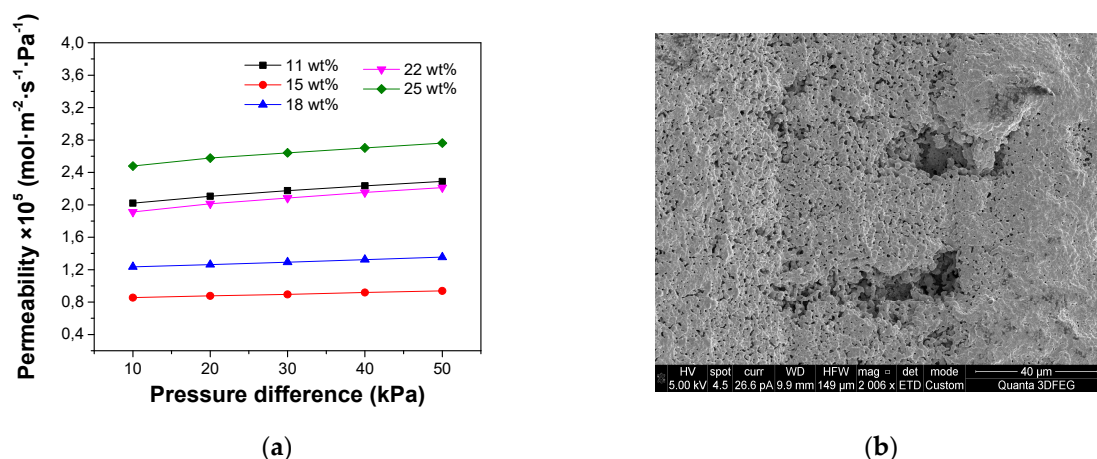 Permeability ×10⁵ (mol·m⁻²·s⁻¹·Pa⁻¹)
4,0
3,6
3,2
2,8
2,4
2,0
1,6
1,2
0,8
0,4
11 wt%
15 wt%
18 wt%
22 wt%
25 wt%
10 20 30 40 50
Pressure difference (kPa)
(a)
HV spot curr WD HFW mag □ det mode 40 µm
5.00 kV 4.5 26.6 pA 9.9 mm 149 µm 2 006 x ETD Custom Quanta 3DFEG
(b)